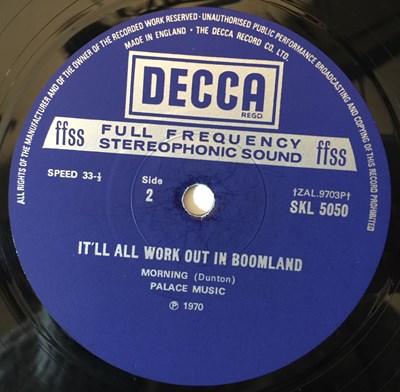 ALL RIGHTS OF THE MANUFACTURER AND OF THE OWNER OF THE RECORDED WORK RESERVED · UNAUTHORISED PUBLIC PERFORMANCE BROADCASTING AND COPYING OF THIS RECORD PROHIBITED
MADE IN ENGLAND · THE DECCA RECORD CO. LTD.
DECCA
REGD
ffss FULL FREQUENCY STEREOPHONIC SOUND ffss
SPEED 33-⅓
Side
2
†ZAL.9703P†
SKL 5050
IT'LL ALL WORK OUT IN BOOMLAND
MORNING (Dunton)
PALACE MUSIC
℗ 1970